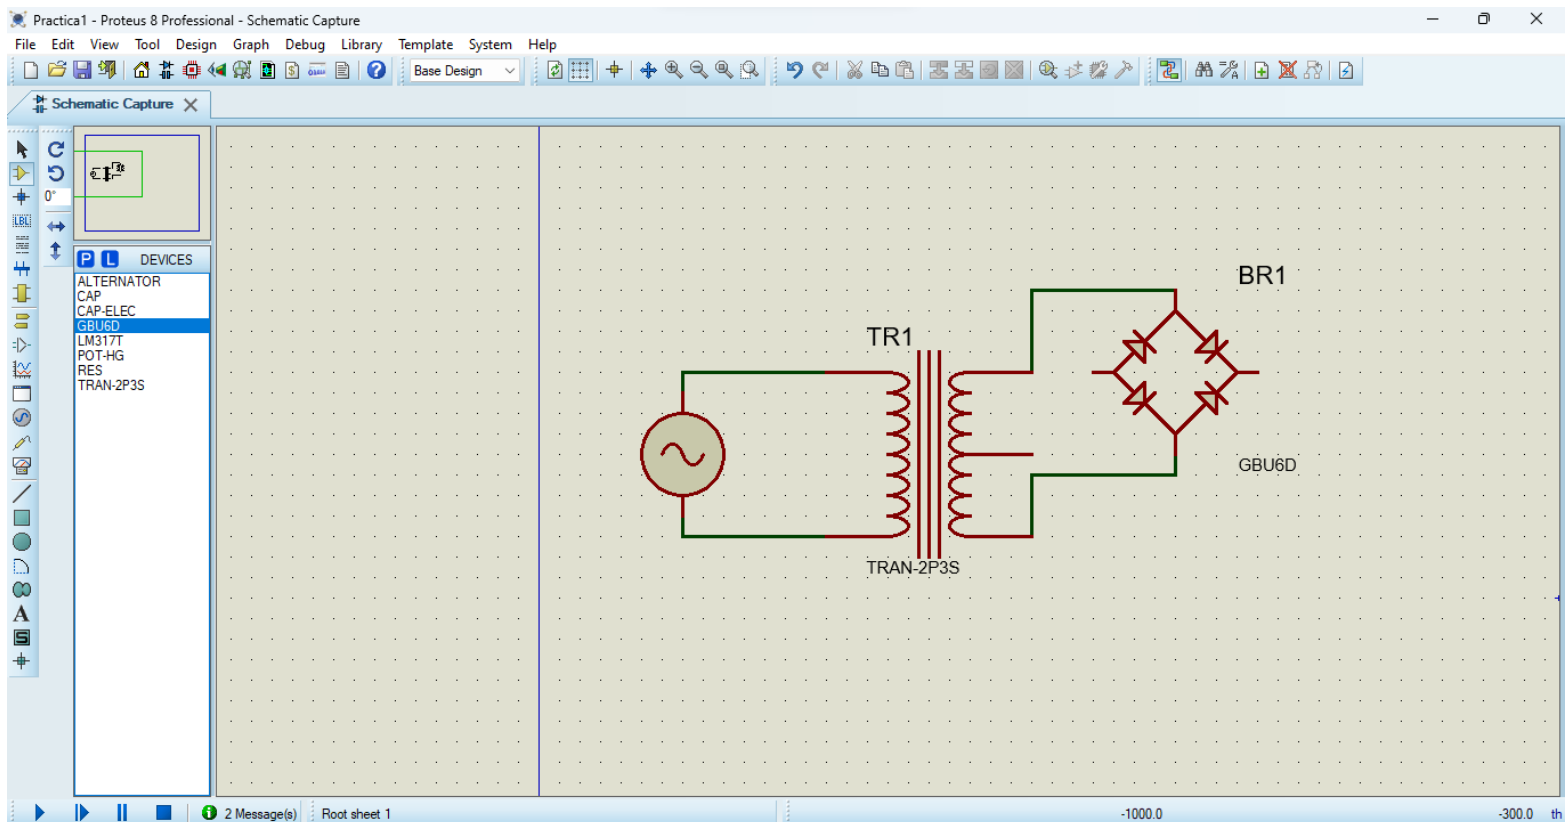 Practica1 - Proteus 8 Professional - Schematic Capture
File Edit View Tool Design Graph Debug Library Template System Help
Base Design
Schematic Capture
0°
LBL
P L DEVICES
ALTERNATOR
CAP
CAP-ELEC
GBU6D
LM317T
POT-HG
RES
TRAN-2P3S
A
S
BR1
TR1
GBU6D
TRAN-2P3S
2 Message(s) Root sheet 1 -1000.0 -300.0 th